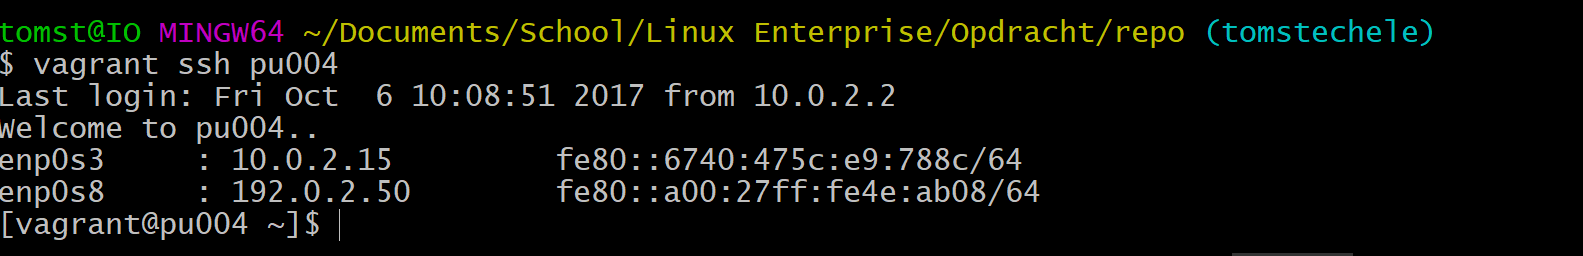 tomst@IO MINGW64 ~/Documents/School/Linux Enterprise/Opdracht/repo (tomstechele)
$ vagrant ssh pu004
Last login: Fri Oct  6 10:08:51 2017 from 10.0.2.2
Welcome to pu004..
enp0s3     : 10.0.2.15         fe80::6740:475c:e9:788c/64
enp0s8     : 192.0.2.50        fe80::a00:27ff:fe4e:ab08/64
[vagrant@pu004 ~]$